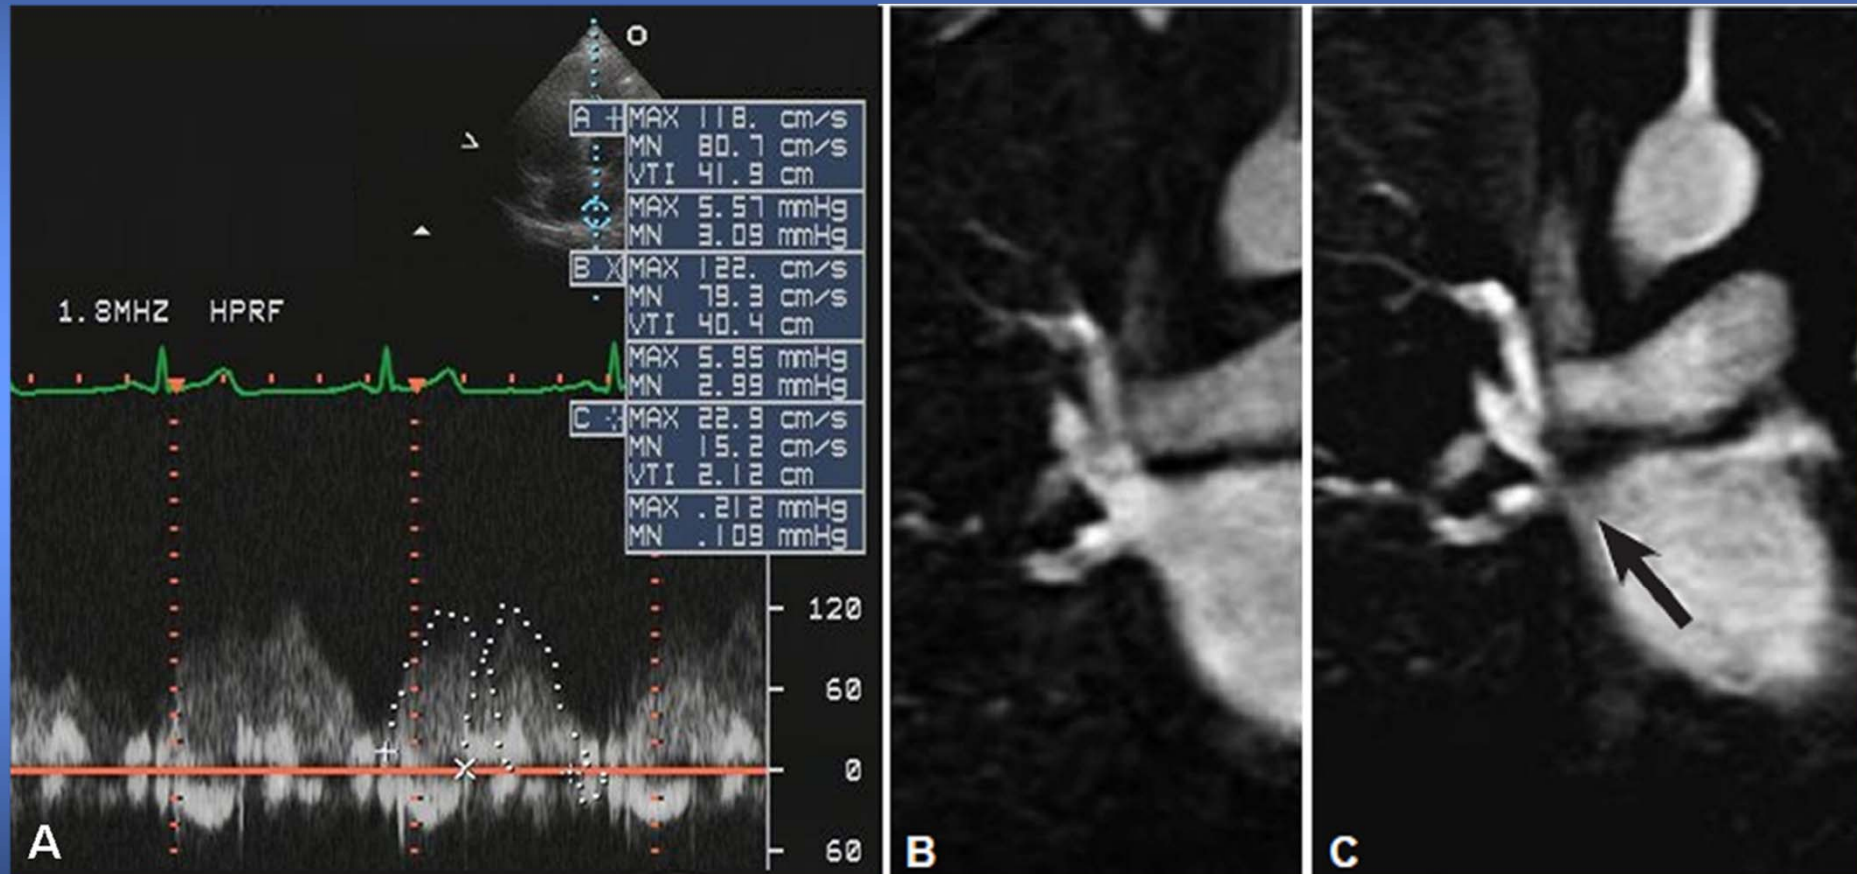 A + MAX 118. cm/s
MN 80.7 cm/s
VTI 41.9 cm
MAX 5.57 mmHg
MN 3.09 mmHg
B X MAX 122. cm/s
MN 79.3 cm/s
VTI 40.4 cm
1.8MHZ HPRF
MAX 5.95 mmHg
MN 2.99 mmHg
C MAX 22.9 cm/s
MN 15.2 cm/s
VTI 2.12 cm
MAX .212 mmHg
MN .109 mmHg
120
60
0
60
A
B
C